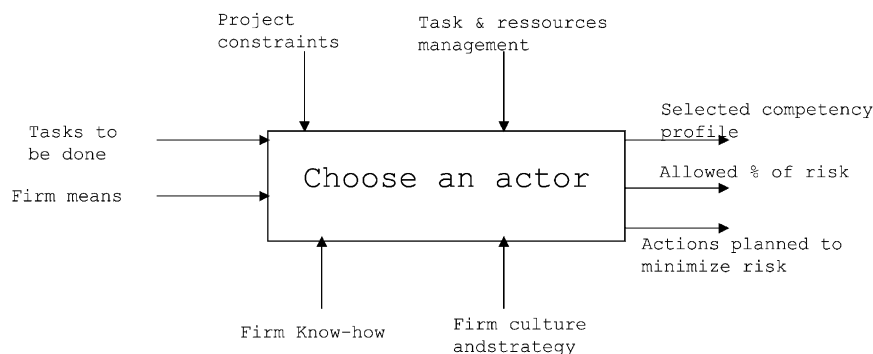 Project
constraints
Task & ressources
management
Tasks to
be done
Firm means
Choose an actor
Selected competency
profile
Allowed % of risk
Actions planned to
minimize risk
Firm Know-how
Firm culture
andstrategy